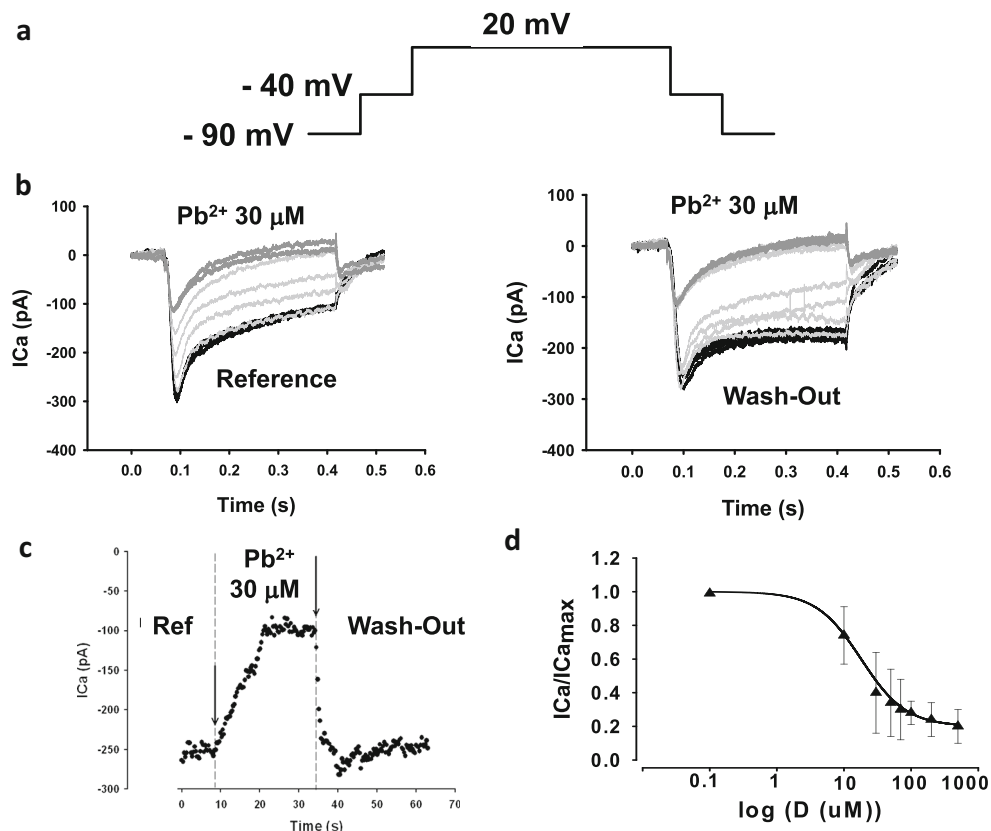 a
20 mV
- 40 mV
- 90 mV
b
Pb²⁺ 30 μM
100
0
-100
-200
-300
-400
ICa (pA)
Reference
0.0 0.1 0.2 0.3 0.4 0.5 0.6
Time (s)
Pb²⁺ 30 μM
100
0
-100
-200
-300
-400
ICa (pA)
Wash-Out
0.0 0.1 0.2 0.3 0.4 0.5 0.6
Time (s)
c
Pb²⁺
30 μM
Ref
Wash-Out
0
-50
-100
-150
-200
-250
-300
ICa (pA)
0 10 20 30 40 50 60 70
Time (s)
d
1.2
1.0
0.8
0.6
0.4
0.2
0.0
ICa/ICamax
0.1 1 10 100 1000
log (D (uM))